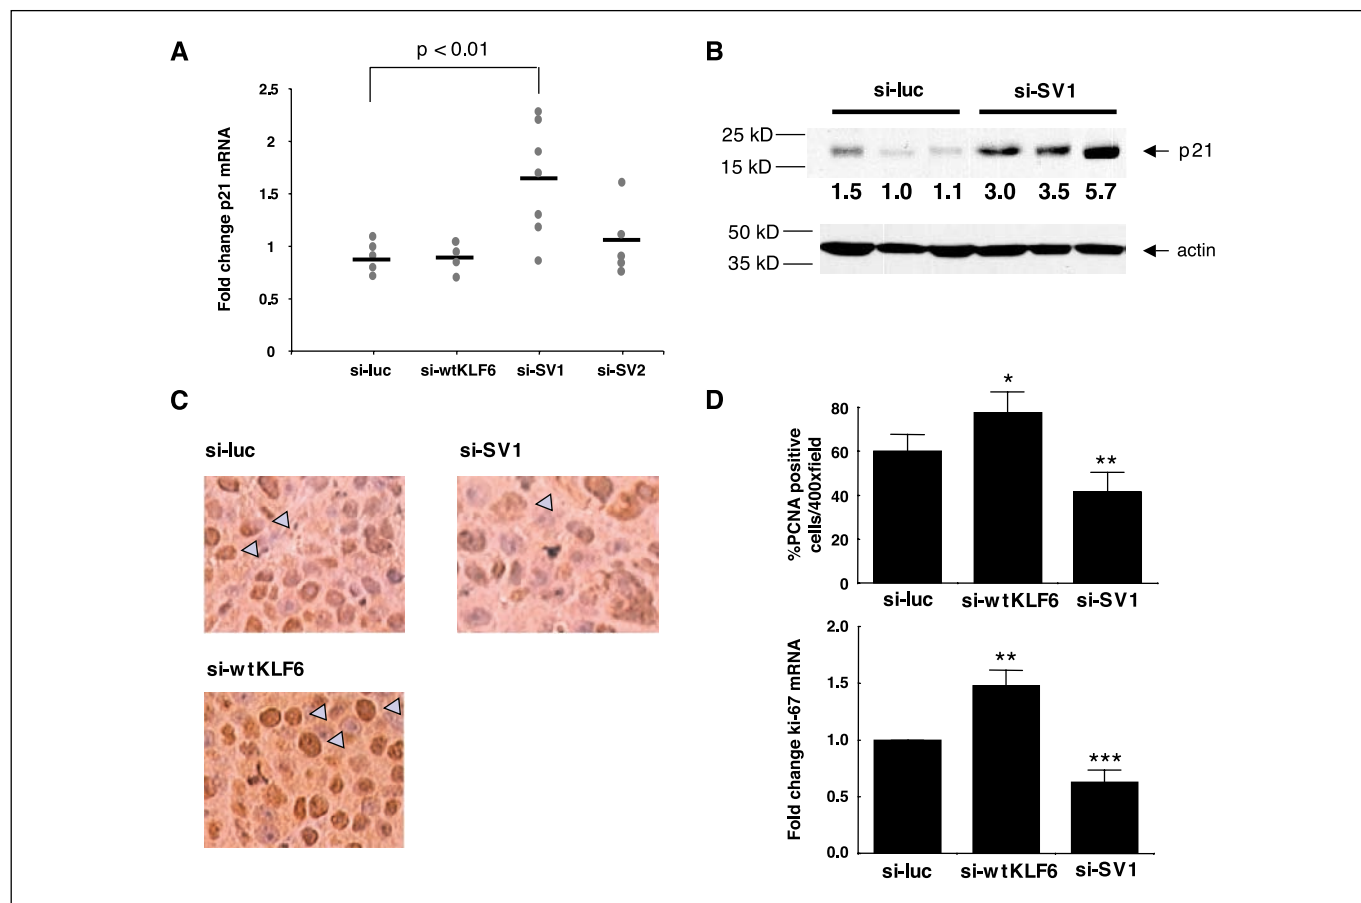 A
p < 0.01
Fold change p21 mRNA
2.5
2
1.5
1
0.5
0
si-luc si-wtKLF6 si-SV1 si-SV2
B
si-luc si-SV1
25 kD
15 kD
p21
1.5 1.0 1.1 3.0 3.5 5.7
50 kD
35 kD
actin
C
si-luc
si-SV1
si-wtKLF6
D
%PCNA positive
cells/400xfield
80
60
40
20
0
*
**
si-luc si-wtKLF6 si-SV1
Fold change ki-67 mRNA
2.0
1.5
1.0
0.5
0.0
**
***
si-luc si-wtKLF6 si-SV1